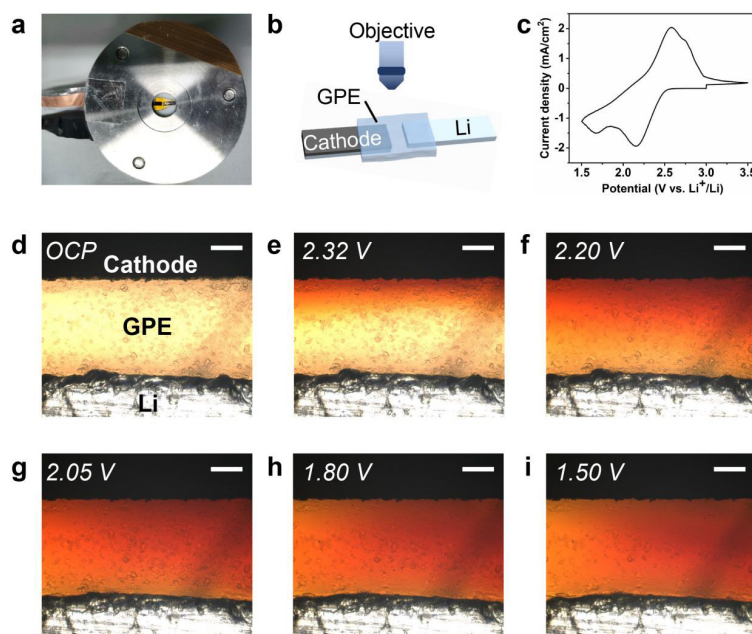 a
b
Objective
GPE
Cathode
Li
c
Current density (mA/cm²)
2
1
0
-1
-2
1.5 2.0 2.5 3.0 3.5
Potential (V vs. Li⁺/Li)
d OCP
Cathode
GPE
Li
e 2.32 V
f 2.20 V
g 2.05 V
h 1.80 V
i 1.50 V